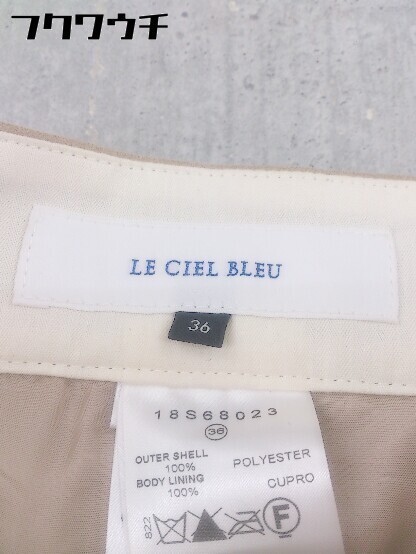 フクワウチ
LE CIEL BLEU
36
18S68023
36
OUTER SHELL
100% POLYESTER
BODY LINING
100% CUPRO
822
F